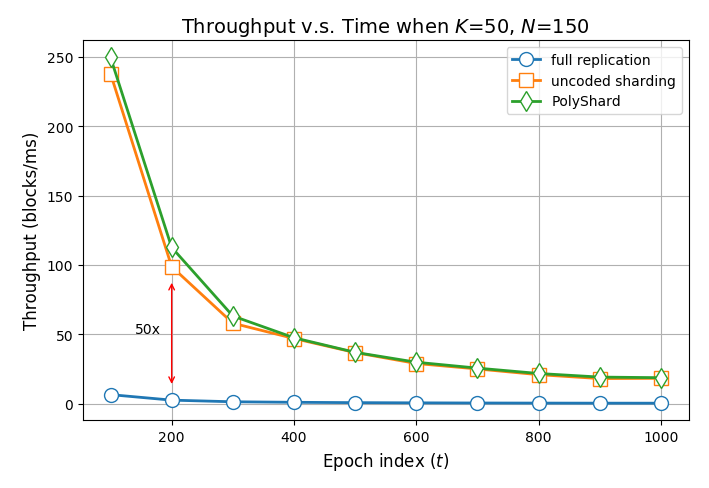 Throughput v.s. Time when K=50, N=150
Throughput (blocks/ms)
250
200
150
100
50
0
full replication
uncoded sharding
PolyShard
50x
200 400 600 800 1000
Epoch index (t)